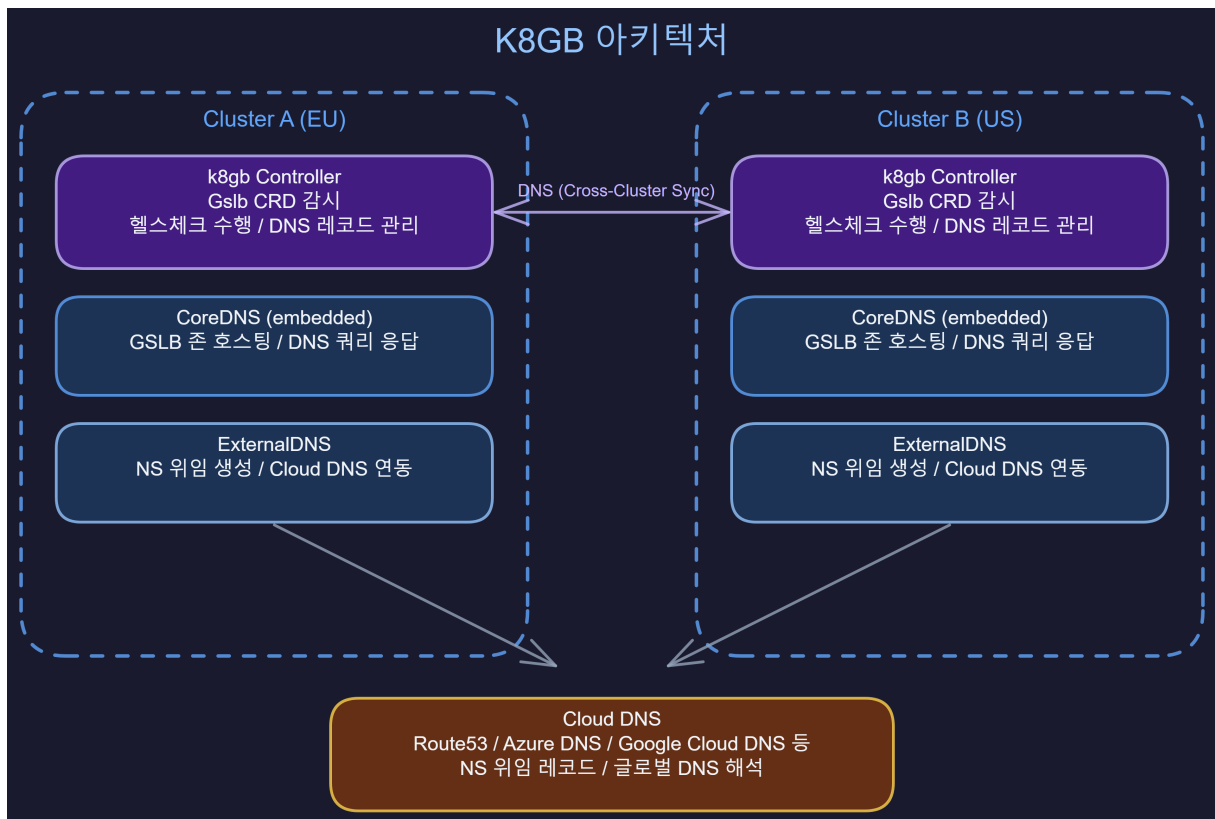 K8GB 아키텍처
Cluster A (EU)
k8gb Controller
Gslb CRD 감시
헬스체크 수행 / DNS 레코드 관리
CoreDNS (embedded)
GSLB 존 호스팅 / DNS 쿼리 응답
ExternalDNS
NS 위임 생성 / Cloud DNS 연동
DNS (Cross-Cluster Sync)
Cluster B (US)
k8gb Controller
Gslb CRD 감시
헬스체크 수행 / DNS 레코드 관리
CoreDNS (embedded)
GSLB 존 호스팅 / DNS 쿼리 응답
ExternalDNS
NS 위임 생성 / Cloud DNS 연동
Cloud DNS
Route53 / Azure DNS / Google Cloud DNS 등
NS 위임 레코드 / 글로벌 DNS 해석